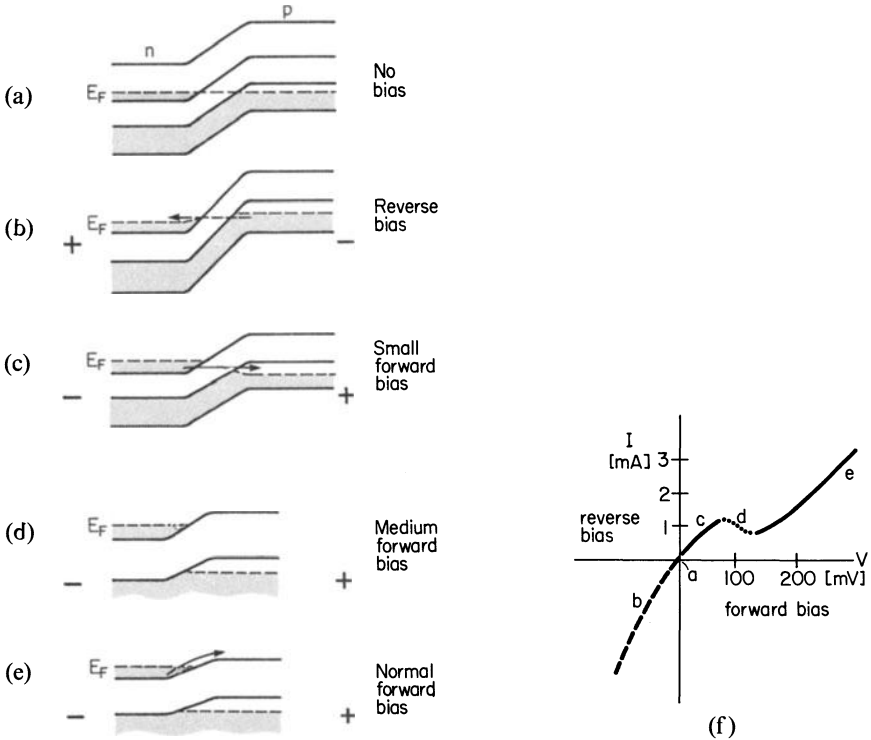 n
p
(a)
E_F
No
bias
(b)
E_F
+
−
Reverse
bias
(c)
E_F
−
+
Small
forward
bias
(d)
E_F
−
+
Medium
forward
bias
(e)
E_F
−
+
Normal
forward
bias
I
[mA]
3
2
1
reverse
bias
c
d
e
V
a
100
200
[mV]
b
forward bias
(f)